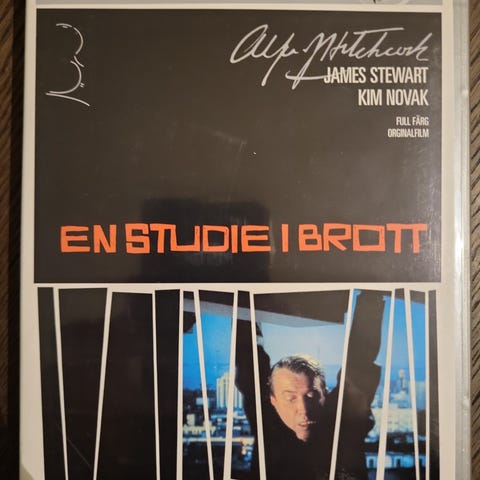 Alfred Hitchcock
JAMES STEWART
KIM NOVAK
FULL FÄRG
ORGINALFILM
EN STUDIE I BROTT